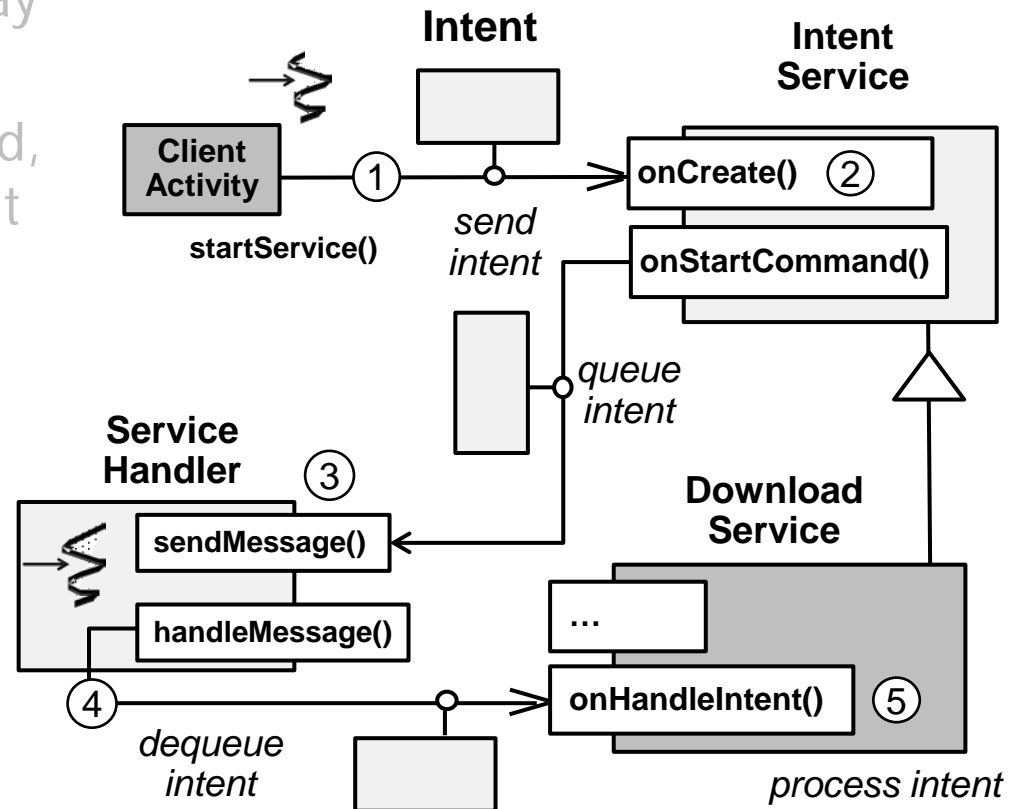 ay
d,
t
Intent
Intent
Service
Client
Activity
1
onCreate()
2
startService()
send
intent
onStartCommand()
queue
intent
Service
Handler
3
Download
Service
sendMessage()
...
handleMessage()
4
onHandleIntent()
5
dequeue
intent
process intent